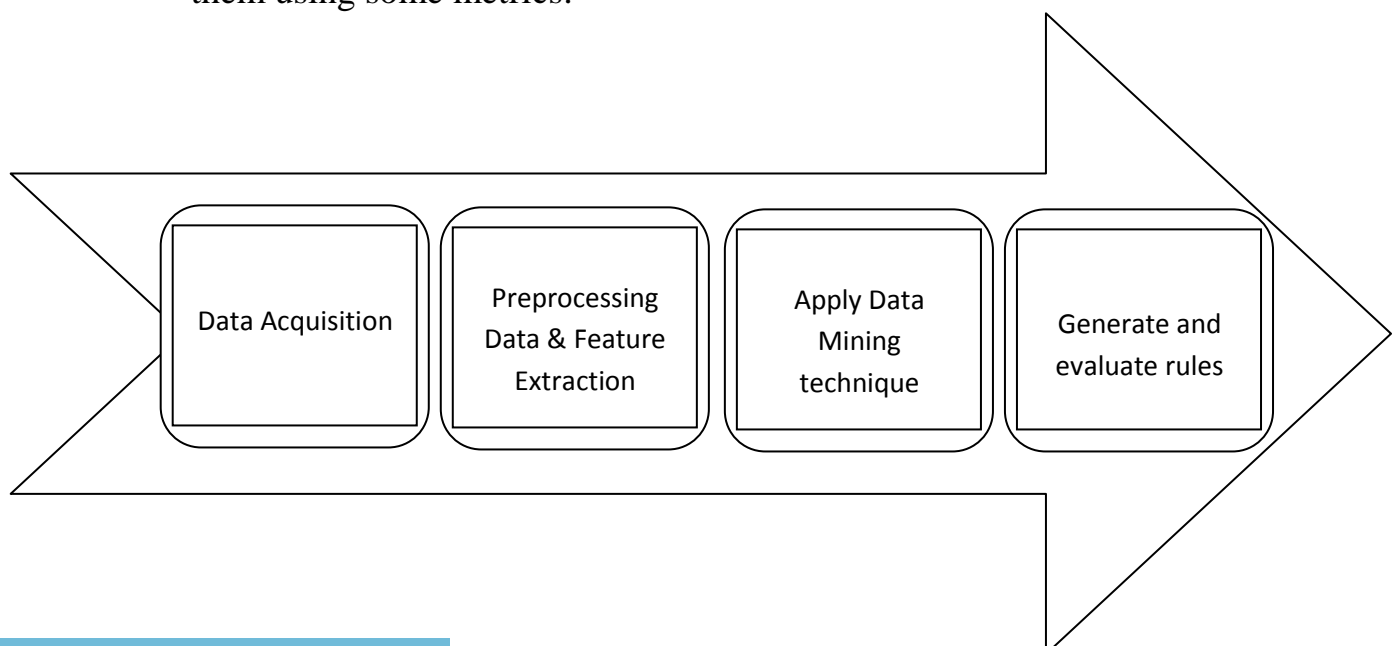 them using some metrics.
Data Acquisition
Preprocessing
Data & Feature
Extraction
Apply Data
Mining
technique
Generate and
evaluate rules